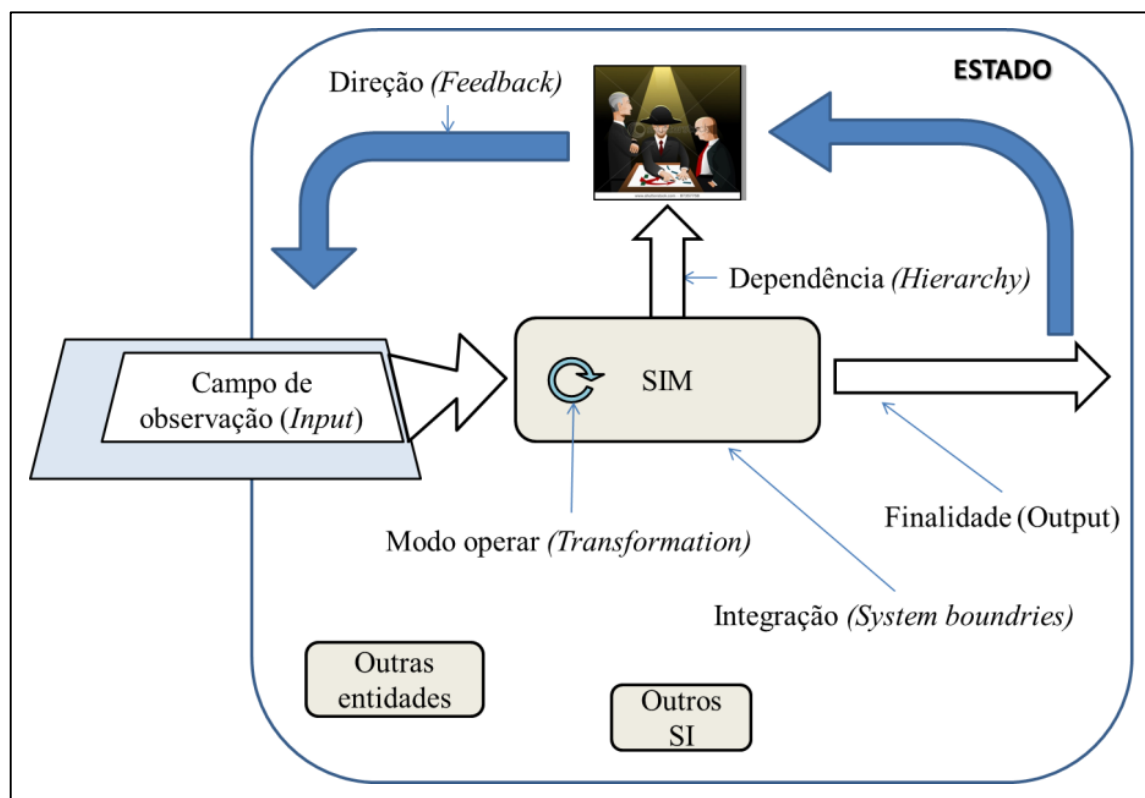 ESTADO
Direção (Feedback)
Dependência (Hierarchy)
Campo de
observação (Input)
SIM
Finalidade (Output)
Modo operar (Transformation)
Integração (System boundries)
Outras
entidades
Outros
SI